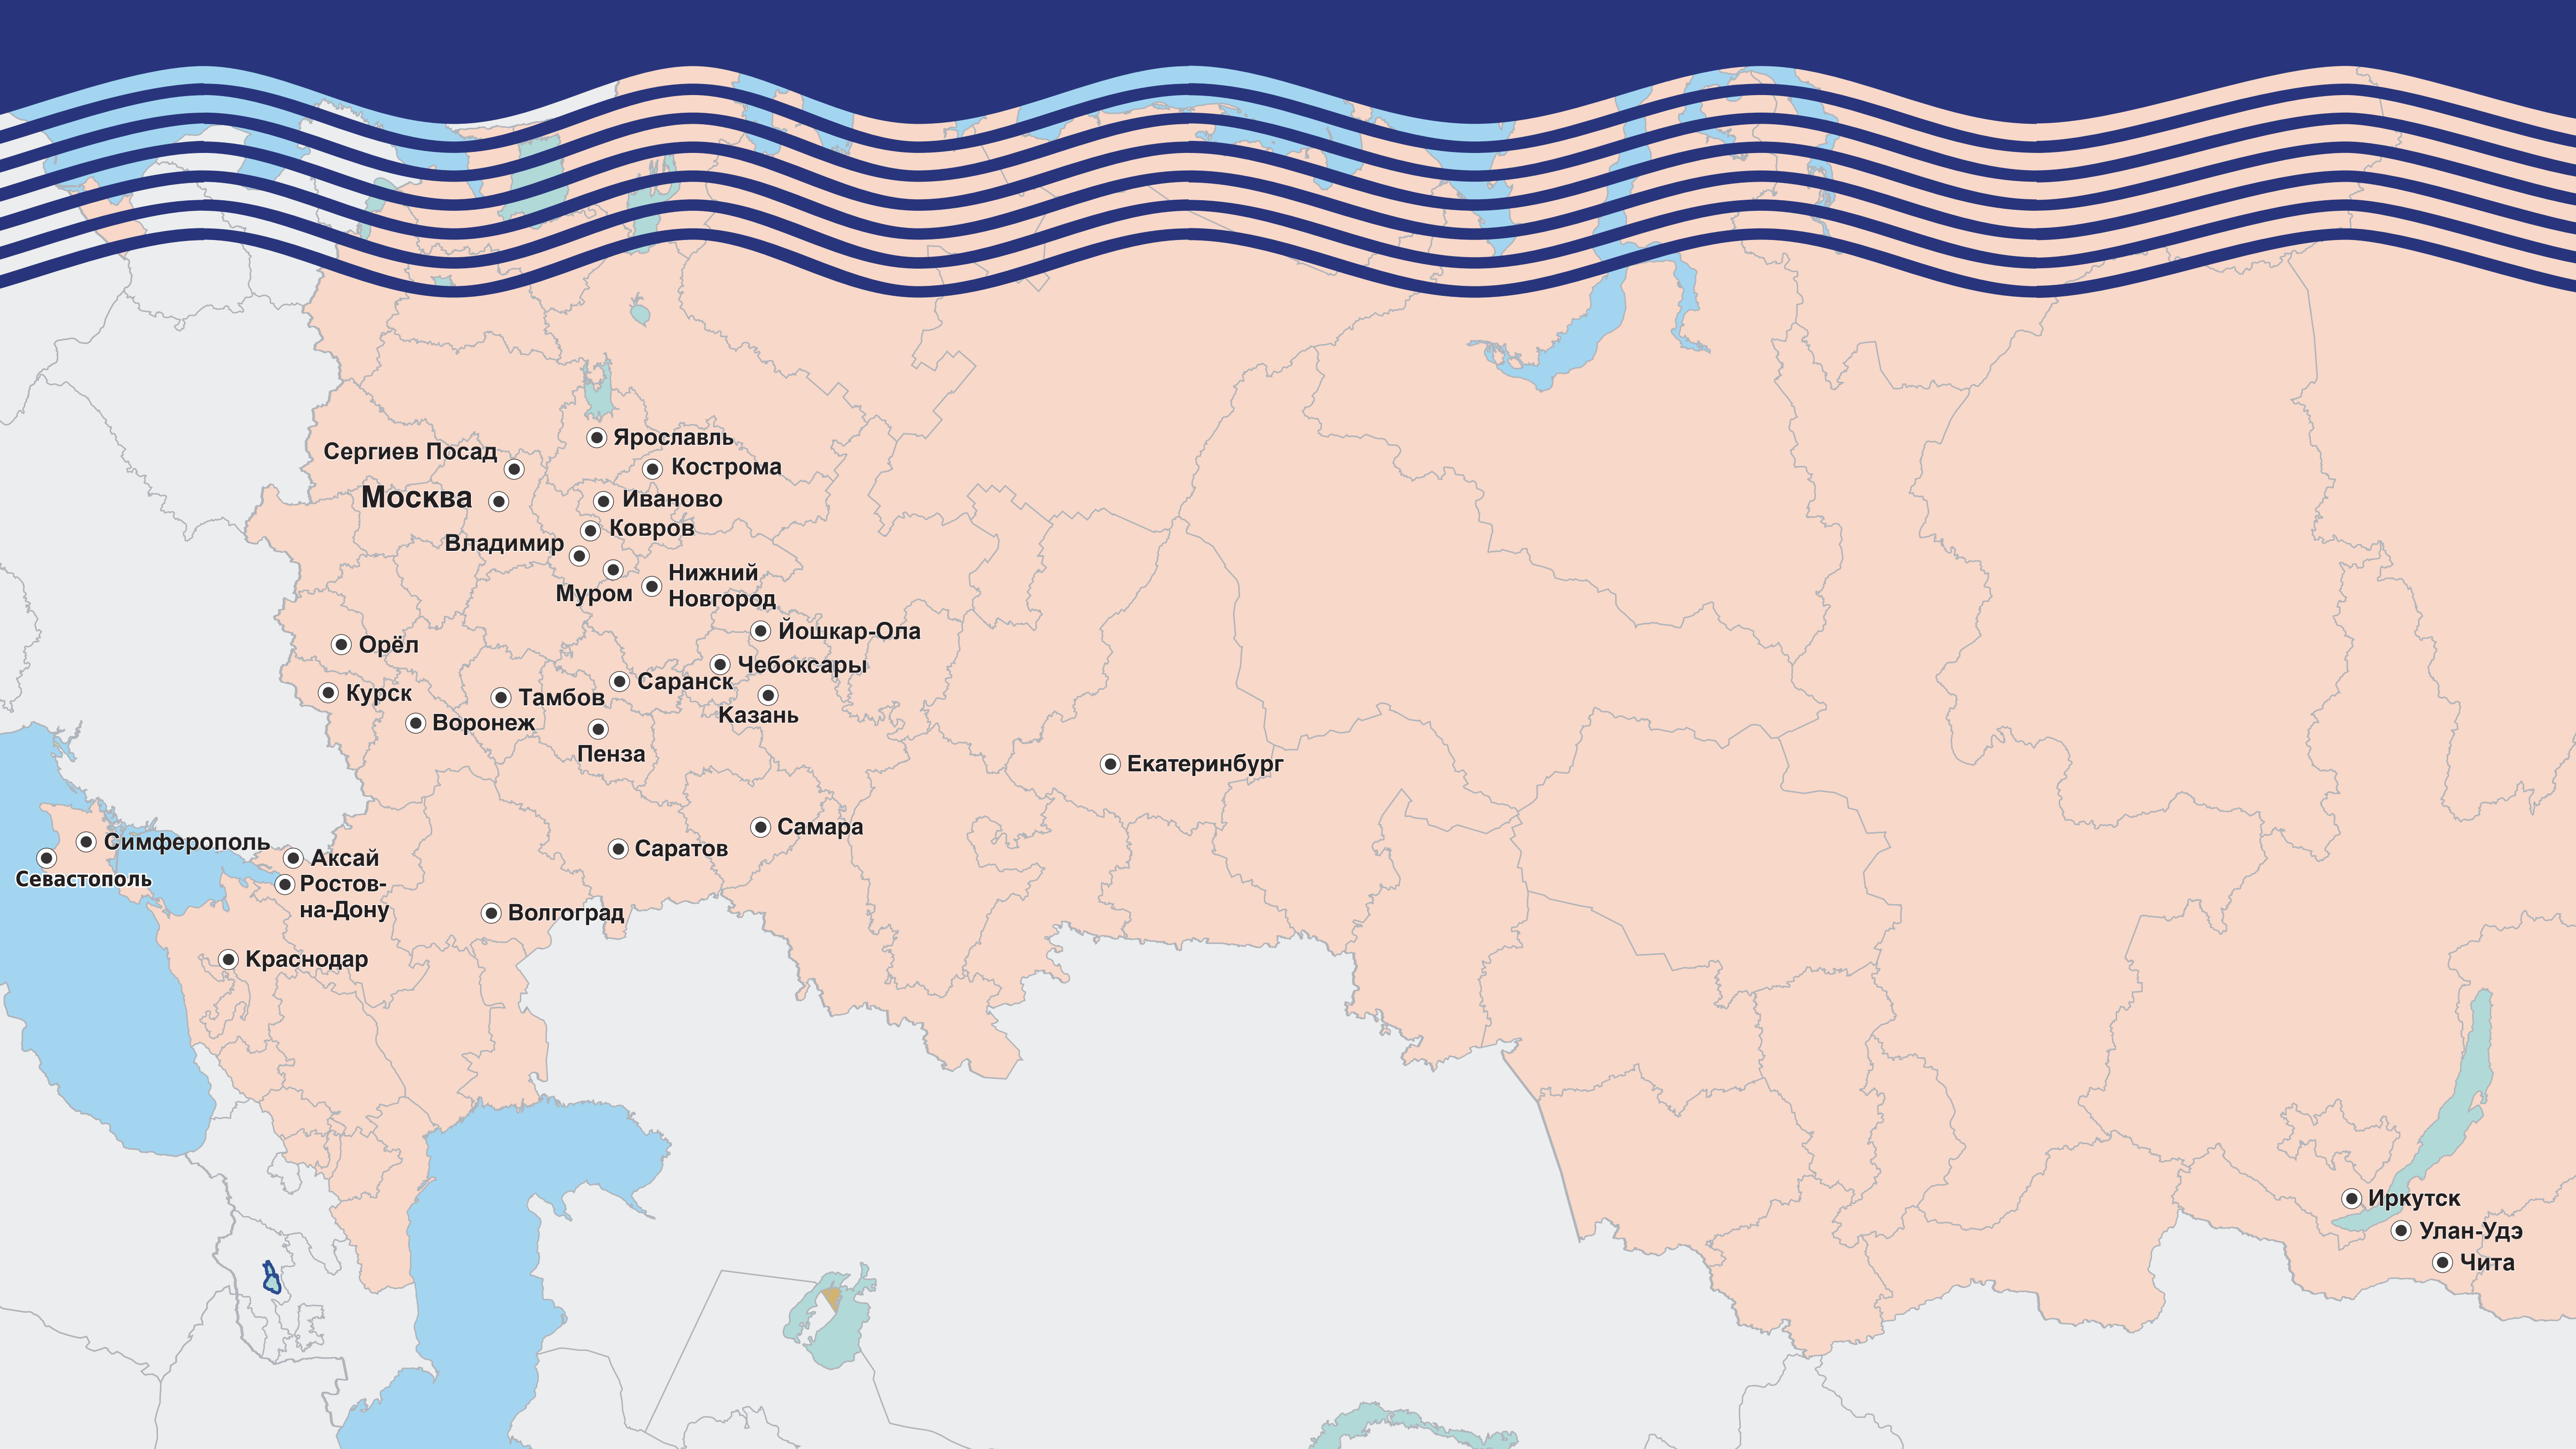 Ярославль
Сергиев Посад
Кострома
Москва
Иваново
Ковров
Владимир
Муром
Нижний
Новгород
Йошкар-Ола
Орёл
Чебоксары
Саранск
Курск
Тамбов
Казань
Воронеж
Пенза
Екатеринбург
Самара
Симферополь
Саратов
Аксай
Севастополь
Ростов-
на-Дону
Волгоград
Краснодар
Иркутск
Улан-Удэ
Чита